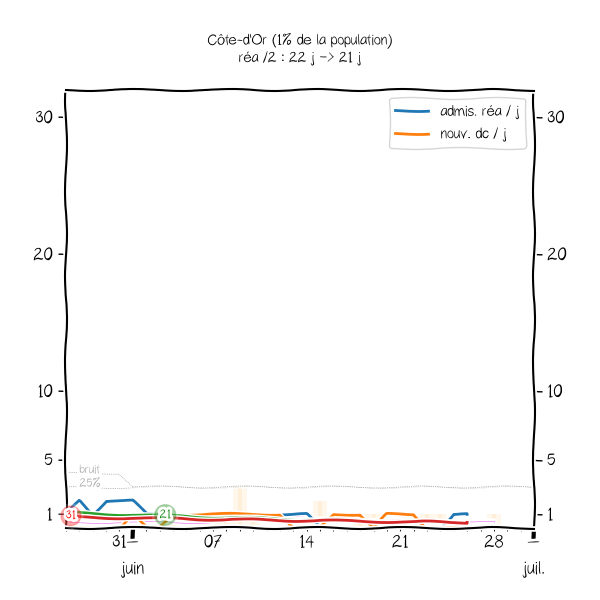 Côte-d'Or (1% de la population)
réa /2 : 22 j -> 21 j
admis. réa / j
nouv. dc / j
30 30
20 20
10 10
5 5
bruit
25%
1 31 21 1
31 07 14 21 28
juin juil.